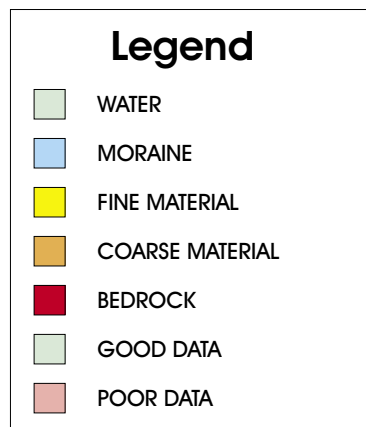 Legend
WATER
MORAINE
FINE MATERIAL
COARSE MATERIAL
BEDROCK
GOOD DATA
POOR DATA